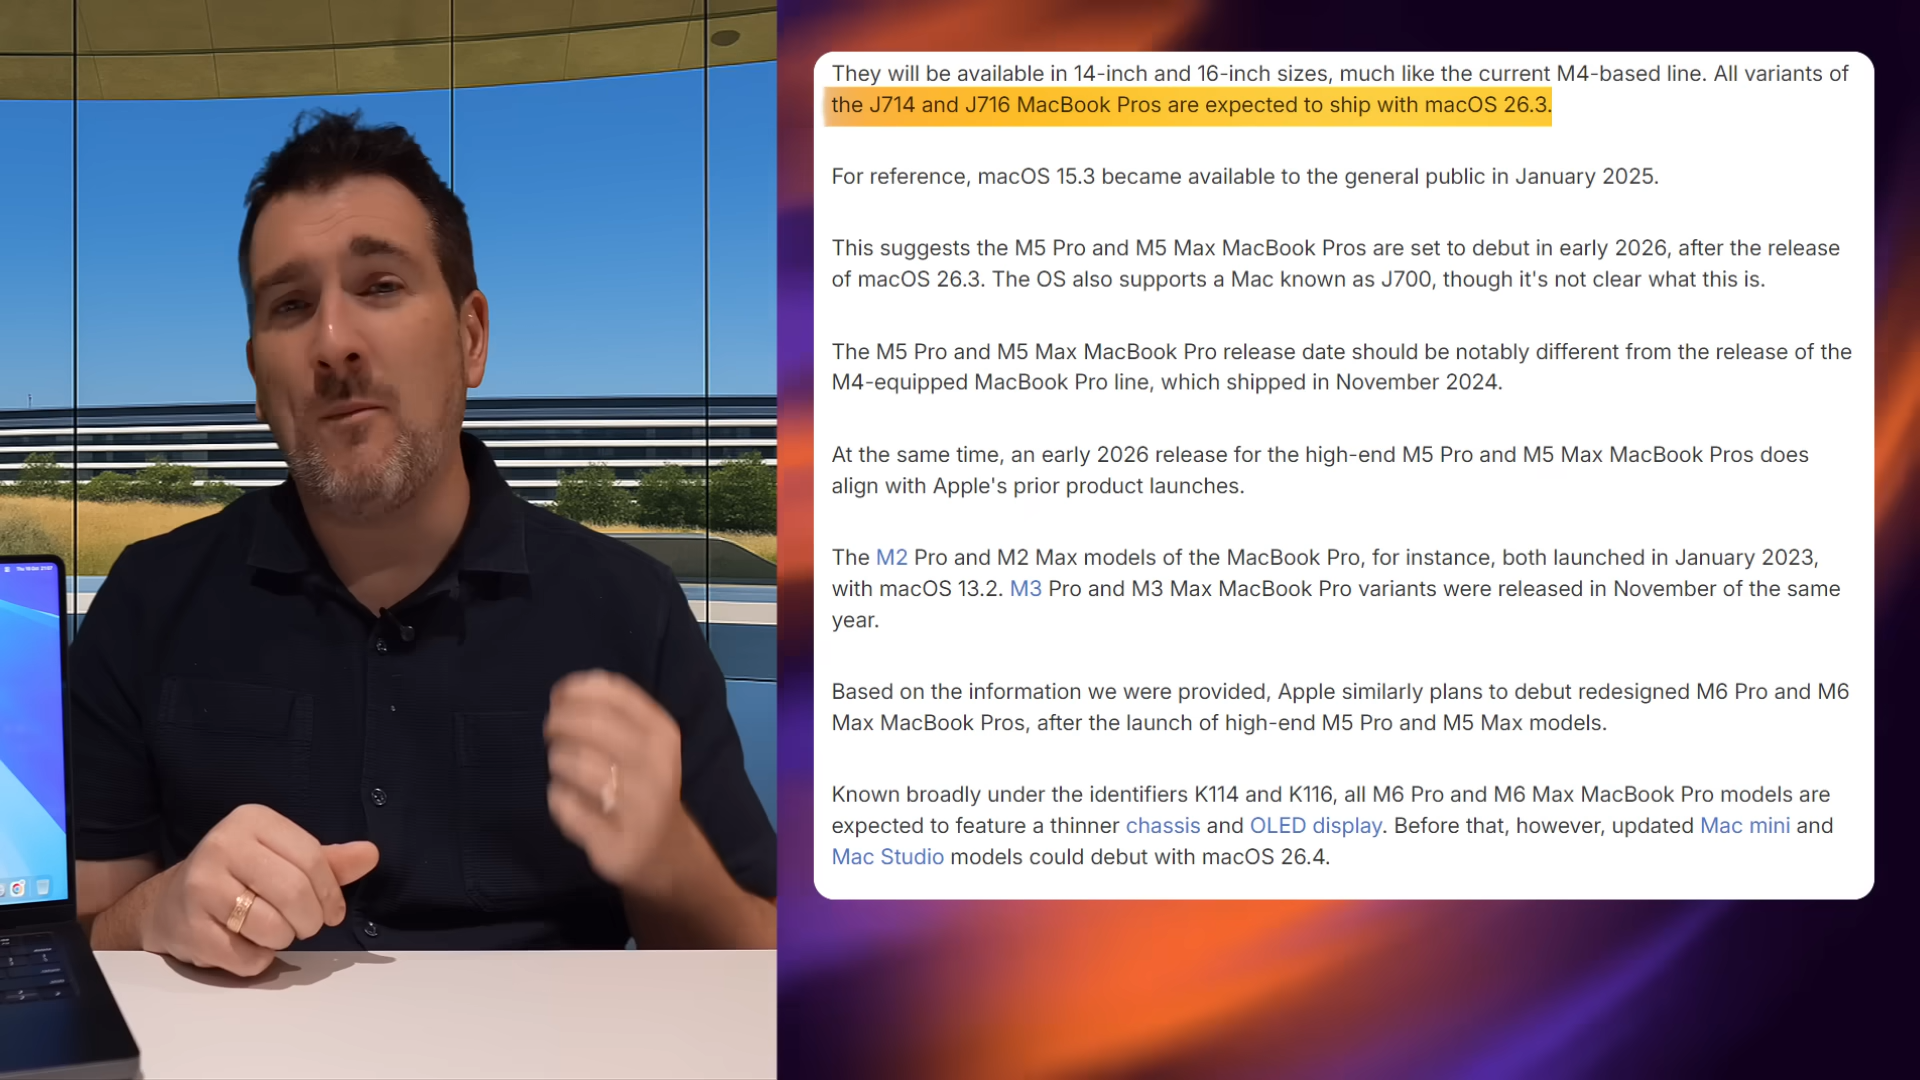 They will be available in 14-inch and 16-inch sizes, much like the current M4-based line. All variants of
the J714 and J716 MacBook Pros are expected to ship with macOS 26.3.
For reference, macOS 15.3 became available to the general public in January 2025.
This suggests the M5 Pro and M5 Max MacBook Pros are set to debut in early 2026, after the release
of macOS 26.3. The OS also supports a Mac known as J700, though it's not clear what this is.
The M5 Pro and M5 Max MacBook Pro release date should be notably different from the release of the
M4-equipped MacBook Pro line, which shipped in November 2024.
At the same time, an early 2026 release for the high-end M5 Pro and M5 Max MacBook Pros does
align with Apple's prior product launches.
The M2 Pro and M2 Max models of the MacBook Pro, for instance, both launched in January 2023,
with macOS 13.2. M3 Pro and M3 Max MacBook Pro variants were released in November of the same
year.
Based on the information we were provided, Apple similarly plans to debut redesigned M6 Pro and M6
Max MacBook Pros, after the launch of high-end M5 Pro and M5 Max models.
Known broadly under the identifiers K114 and K116, all M6 Pro and M6 Max MacBook Pro models are
expected to feature a thinner chassis and OLED display. Before that, however, updated Mac mini and
Mac Studio models could debut with macOS 26.4.